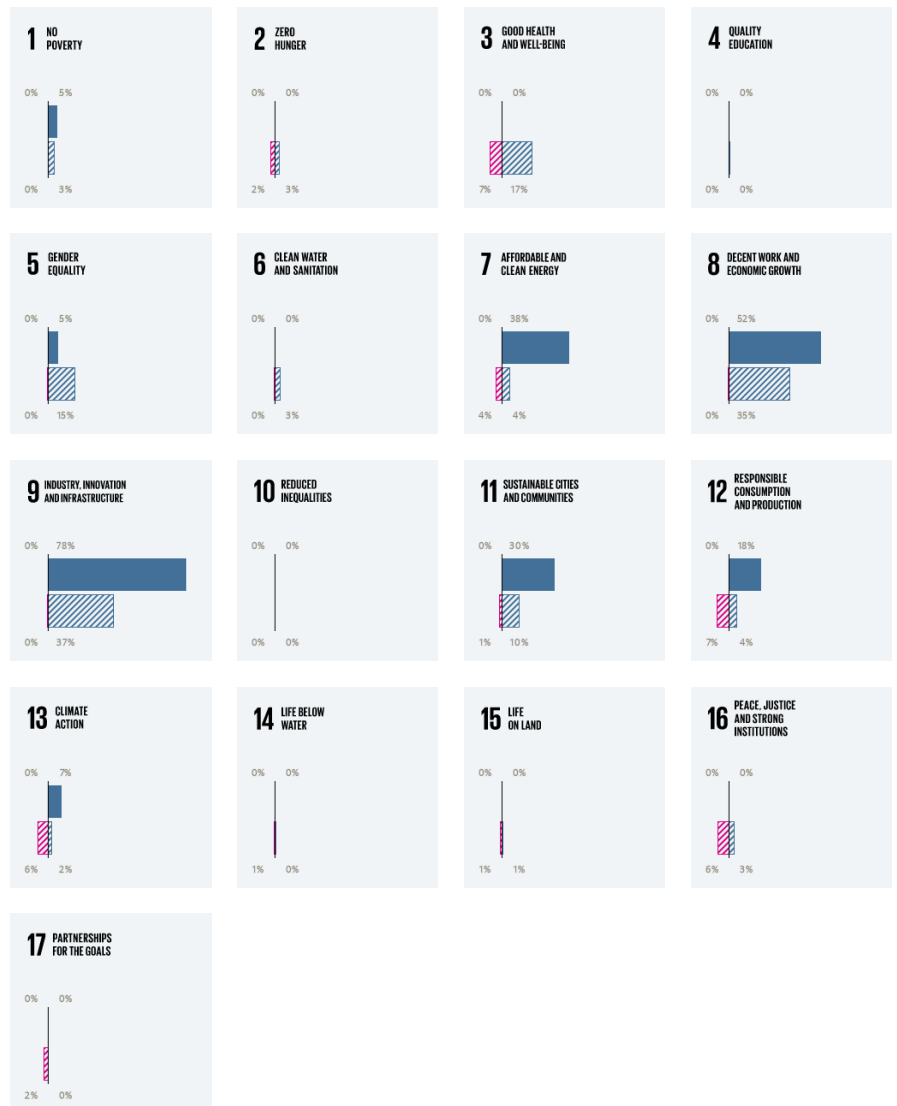 1 NO
POVERTY
0% 5%
0% 3%
2 ZERO
HUNGER
0% 0%
2% 3%
3 GOOD HEALTH
AND WELL-BEING
0% 0%
7% 17%
4 QUALITY
EDUCATION
0% 0%
0% 0%
5 GENDER
EQUALITY
0% 5%
0% 15%
6 CLEAN WATER
AND SANITATION
0% 0%
0% 3%
7 AFFORDABLE AND
CLEAN ENERGY
0% 38%
4% 4%
8 DECENT WORK AND
ECONOMIC GROWTH
0% 52%
0% 35%
9 INDUSTRY, INNOVATION
AND INFRASTRUCTURE
0% 78%
0% 37%
10 REDUCED
INEQUALITIES
0% 0%
0% 0%
11 SUSTAINABLE CITIES
AND COMMUNITIES
0% 30%
1% 10%
12 RESPONSIBLE
CONSUMPTION
AND PRODUCTION
0% 18%
7% 4%
13 CLIMATE
ACTION
0% 7%
6% 2%
14 LIFE BELOW
WATER
0% 0%
1% 0%
15 LIFE
ON LAND
0% 0%
1% 1%
16 PEACE, JUSTICE
AND STRONG
INSTITUTIONS
0% 0%
6% 3%
17 PARTNERSHIPS
FOR THE GOALS
0% 0%
2% 0%